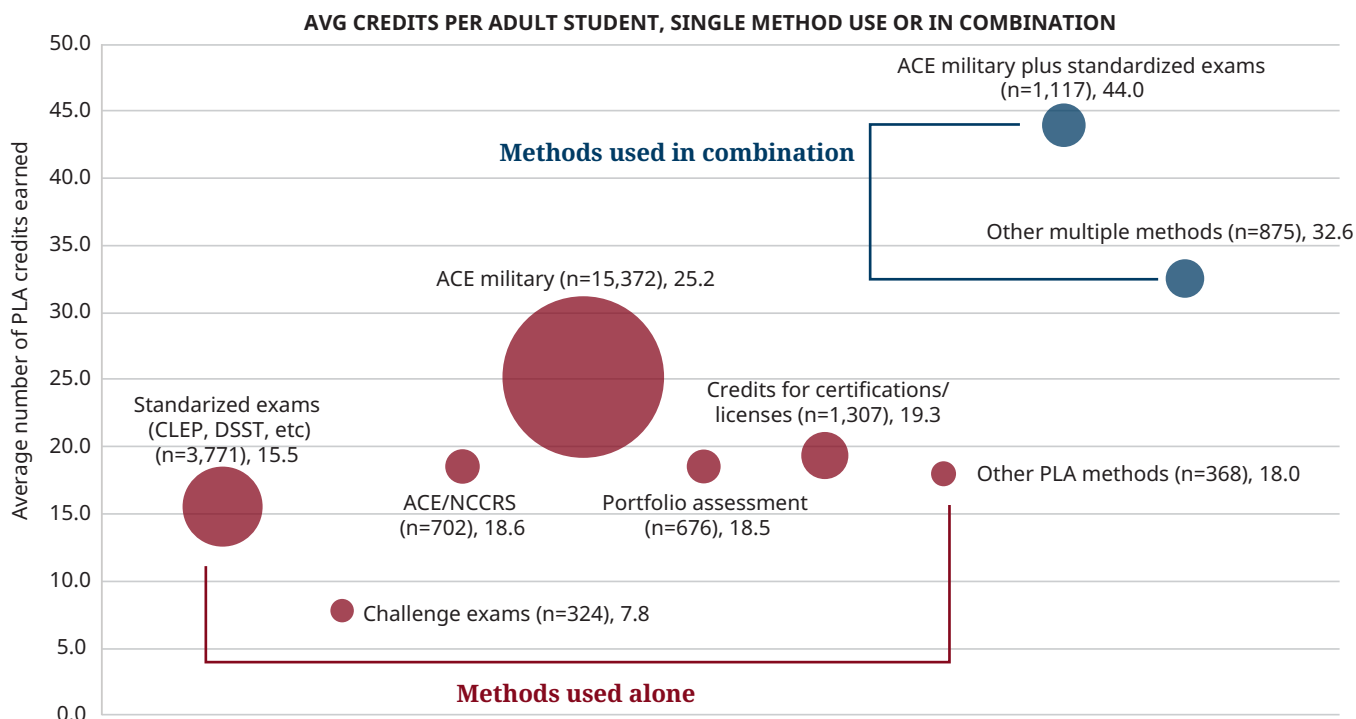 AVG CREDITS PER ADULT STUDENT, SINGLE METHOD USE OR IN COMBINATION
Average number of PLA credits earned
50.0
45.0
40.0
35.0
30.0
25.0
20.0
15.0
10.0
5.0
0.0
ACE military plus standardized exams
(n=1,117), 44.0
Methods used in combination
Other multiple methods (n=875), 32.6
ACE military (n=15,372), 25.2
Credits for certifications/
licenses (n=1,307), 19.3
Standarized exams
(CLEP, DSST, etc)
(n=3,771), 15.5
ACE/NCCRS
(n=702), 18.6
Portfolio assessment
(n=676), 18.5
Other PLA methods (n=368), 18.0
Challenge exams (n=324), 7.8
Methods used alone